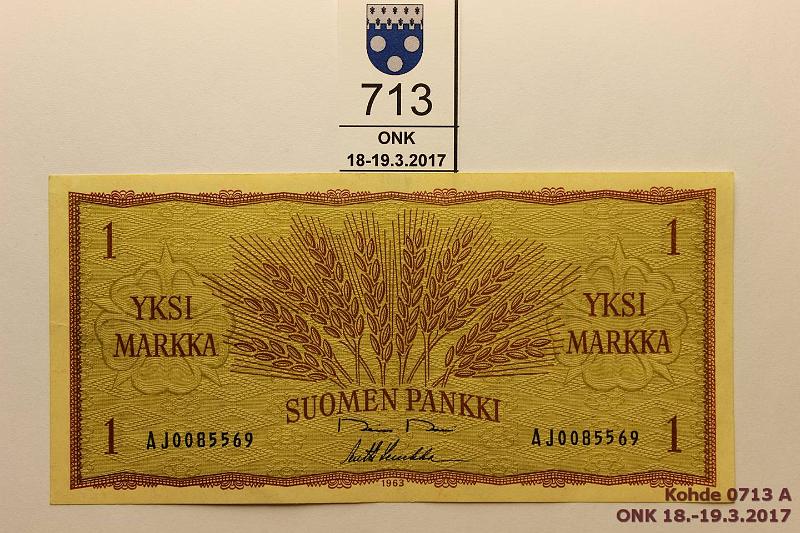 713
ONK
18-19.3.2017
1 1
YKSI MARKKA
YKSI MARKKA
SUOMEN PANKKI
AJ0085569
AJ0085569
1 1
1963
Kohde 0713 A
ONK 18.-19.3.2017